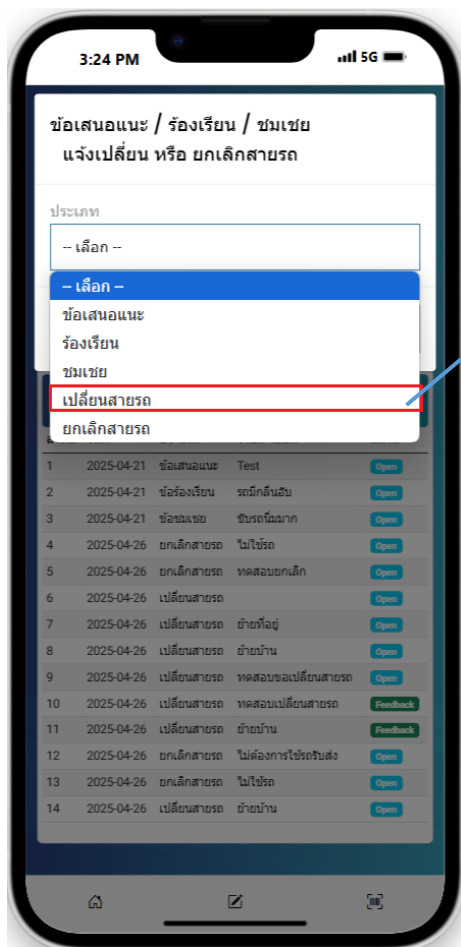 3:24 PM 5G
ข้อเสนอแนะ / ร้องเรียน / ชมเชย
แจ้งเปลี่ยน หรือ ยกเลิกสายรถ
ประเภท
-- เลือก --
-- เลือก --
ข้อเสนอแนะ
ร้องเรียน
ชมเชย
เปลี่ยนสายรถ
ยกเลิกสายรถ
1 2025-04-21 ข้อเสนอแนะ Test Open
2 2025-04-21 ข้อร้องเรียน รถมีกลิ่นอับ Open
3 2025-04-21 ข้อชมเชย ขับรถนิ่มมาก Open
4 2025-04-26 ยกเลิกสายรถ ไม่ใช้รถ Open
5 2025-04-26 ยกเลิกสายรถ ทดสอบยกเลิก Open
6 2025-04-26 เปลี่ยนสายรถ Open
7 2025-04-26 เปลี่ยนสายรถ ย้ายที่อยู่ Open
8 2025-04-26 เปลี่ยนสายรถ ย้ายบ้าน Open
9 2025-04-26 เปลี่ยนสายรถ ทดสอบขอเปลี่ยนสายรถ Open
10 2025-04-26 เปลี่ยนสายรถ ทดสอบเปลี่ยนสายรถ Feedback
11 2025-04-26 เปลี่ยนสายรถ ย้ายบ้าน Feedback
12 2025-04-26 ยกเลิกสายรถ ไม่ต้องการใช้รถรับส่ง Open
13 2025-04-26 ยกเลิกสายรถ ไม่ใช้รถ Open
14 2025-04-26 เปลี่ยนสายรถ ย้ายบ้าน Open